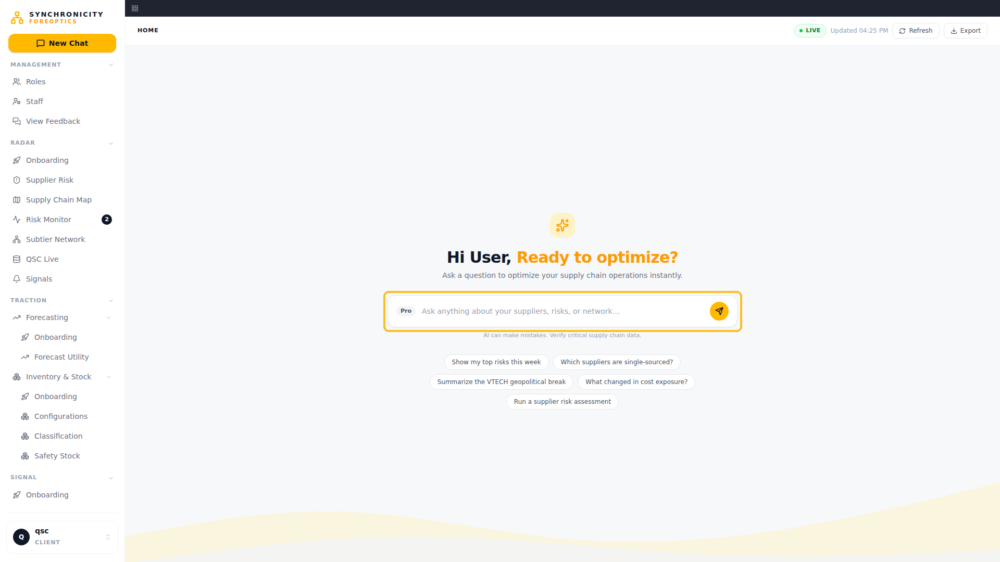 SYNCHRONICITY
FOREOPTICS
New Chat
MANAGEMENT
Roles
Staff
View Feedback
RADAR
Onboarding
Supplier Risk
Supply Chain Map
Risk Monitor 2
Subtier Network
QSC Live
Signals
TRACTION
Forecasting
Onboarding
Forecast Utility
Inventory & Stock
Onboarding
Configurations
Classification
Safety Stock
SIGNAL
Onboarding
Q
qsc
CLIENT
HOME
LIVE Updated 04:25 PM Refresh Export
Hi User, Ready to optimize?
Ask a question to optimize your supply chain operations instantly.
Pro Ask anything about your suppliers, risks, or network...
AI can make mistakes. Verify critical supply chain data.
Show my top risks this week Which suppliers are single-sourced?
Summarize the VTECH geopolitical break What changed in cost exposure?
Run a supplier risk assessment